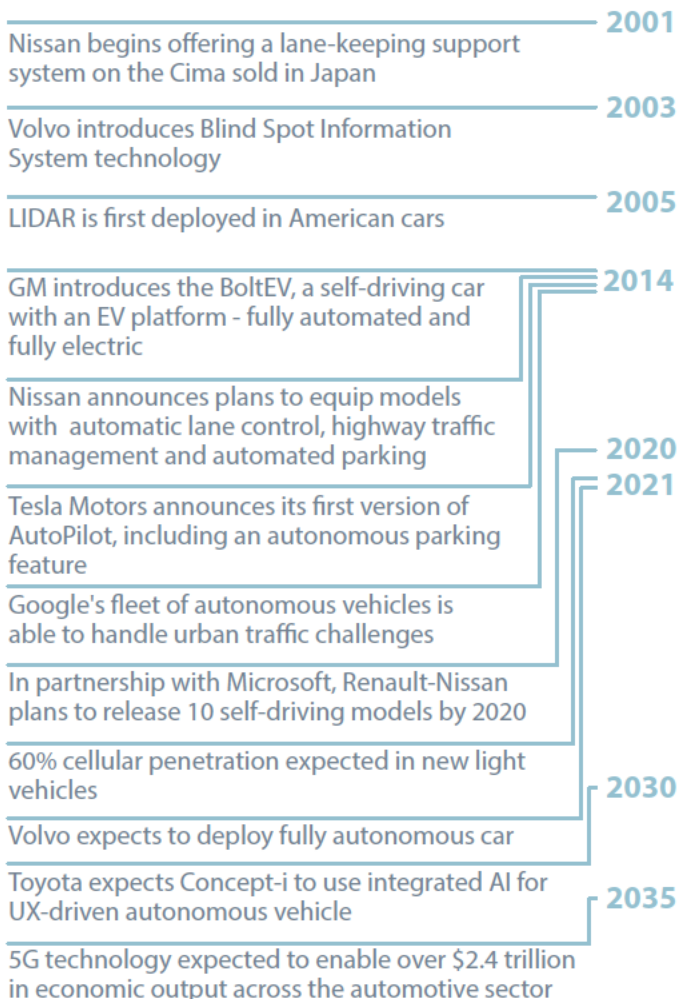 2001
Nissan begins offering a lane-keeping support
system on the Cima sold in Japan
2003
Volvo introduces Blind Spot Information
System technology
2005
LIDAR is first deployed in American cars
2014
GM introduces the BoltEV, a self-driving car
with an EV platform - fully automated and
fully electric
Nissan announces plans to equip models
with automatic lane control, highway traffic
management and automated parking
Tesla Motors announces its first version of
AutoPilot, including an autonomous parking
feature
Google's fleet of autonomous vehicles is
able to handle urban traffic challenges
2020
In partnership with Microsoft, Renault-Nissan
plans to release 10 self-driving models by 2020
2021
60% cellular penetration expected in new light
vehicles
Volvo expects to deploy fully autonomous car
2030
Toyota expects Concept-i to use integrated AI for
UX-driven autonomous vehicle
2035
5G technology expected to enable over $2.4 trillion
in economic output across the automotive sector